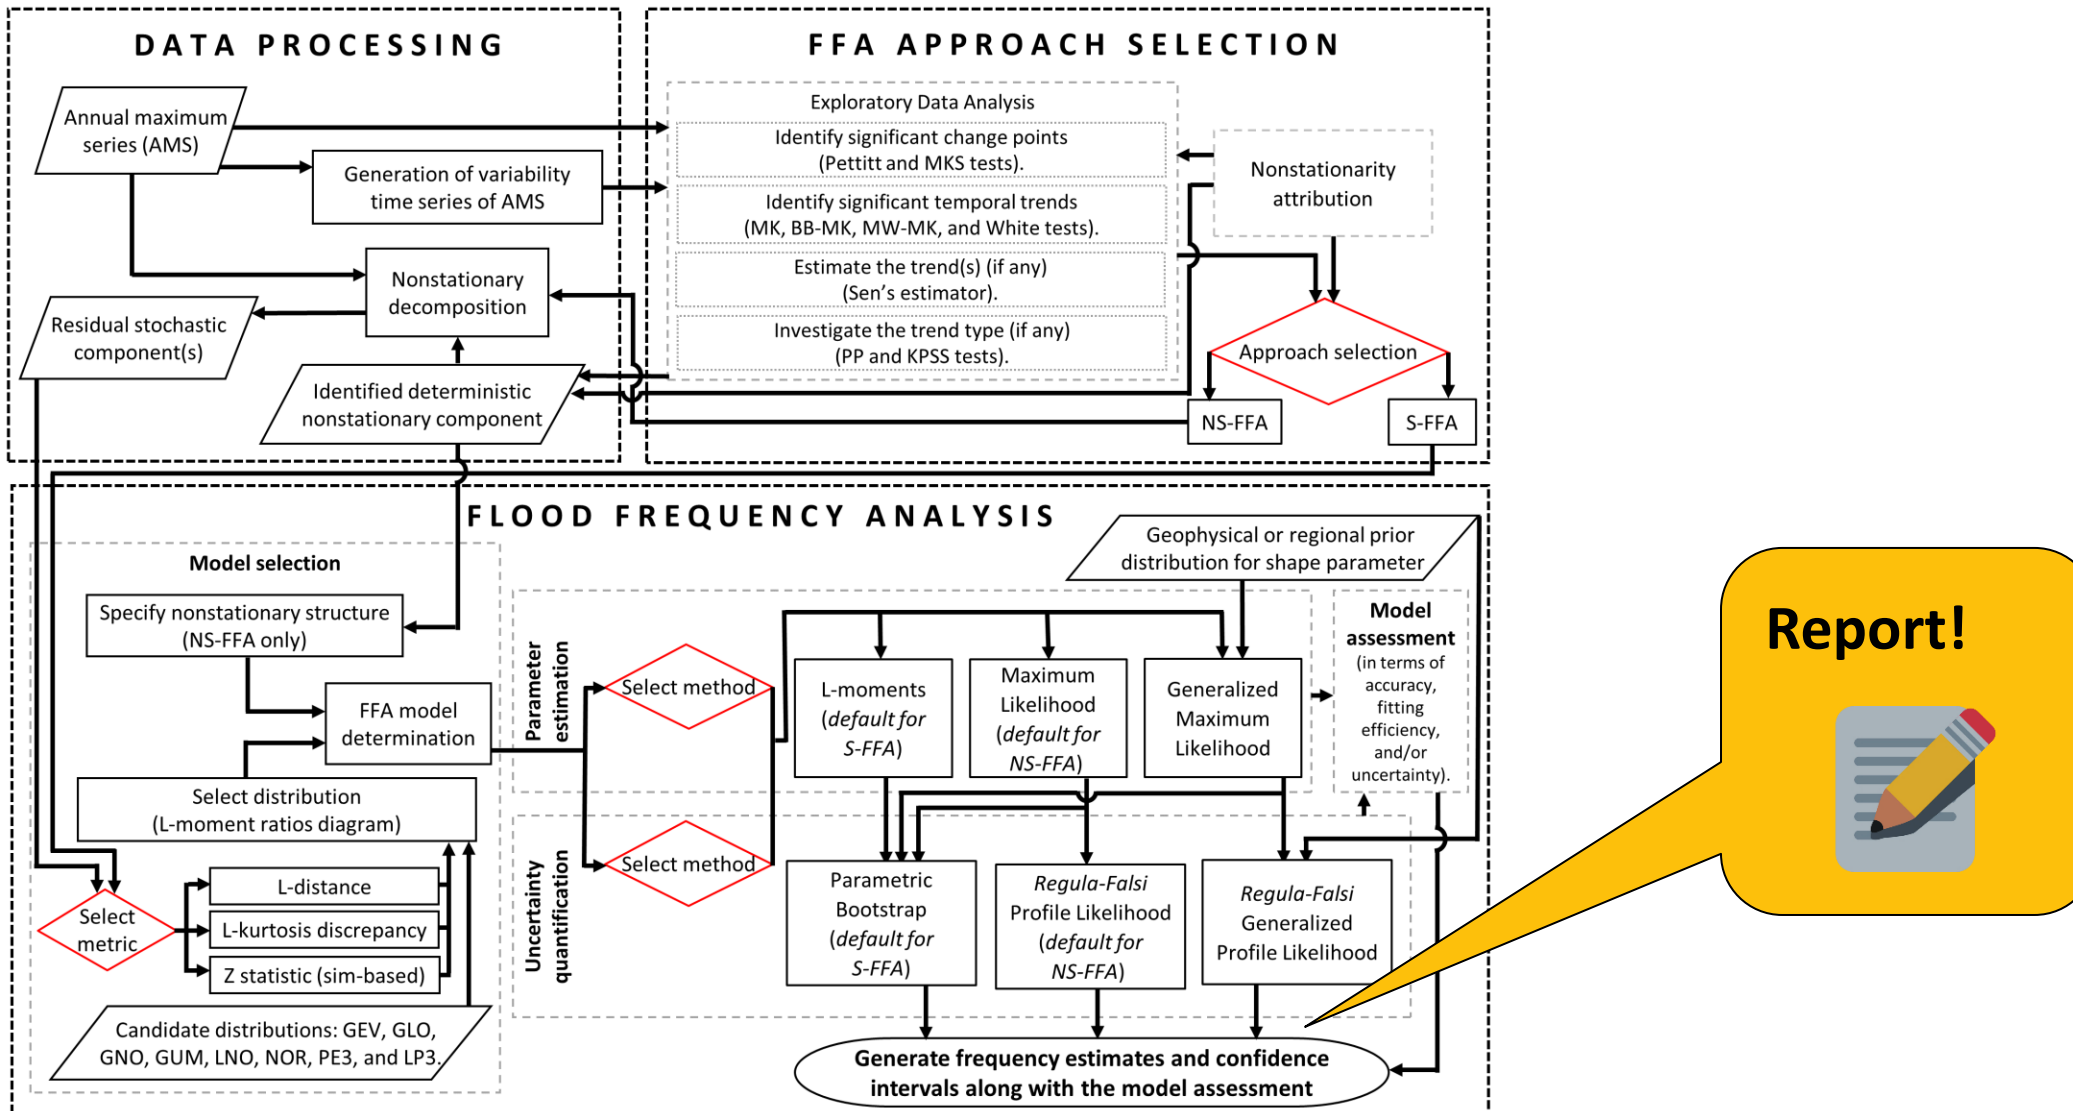 DATA PROCESSING
Annual maximum
series (AMS)
Generation of variability
time series of AMS
Nonstationary
decomposition
Residual stochastic
component(s)
Identified deterministic
nonstationary component
FFA APPROACH SELECTION
Exploratory Data Analysis
Identify significant change points
(Pettitt and MKS tests).
Identify significant temporal trends
(MK, BB-MK, MW-MK, and White tests).
Estimate the trend(s) (if any)
(Sen's estimator).
Investigate the trend type (if any)
(PP and KPSS tests).
Nonstationarity
attribution
Approach selection
NS-FFA
S-FFA
FLOOD FREQUENCY ANALYSIS
Model selection
Specify nonstationary structure
(NS-FFA only)
FFA model
determination
Select distribution
(L-moment ratios diagram)
Select
metric
L-distance
L-kurtosis discrepancy
Z statistic (sim-based)
Candidate distributions: GEV, GLO,
GNO, GUM, LNO, NOR, PE3, and LP3.
Geophysical or regional prior
distribution for shape parameter
Parameter
estimation
Select method
L-moments
(default for
S-FFA)
Maximum
Likelihood
(default for
NS-FFA)
Generalized
Maximum
Likelihood
Model
assessment
(in terms of
accuracy,
fitting
efficiency,
and/or
uncertainty).
Uncertainty
quantification
Select method
Parametric
Bootstrap
(default for
S-FFA)
Regula-Falsi
Profile Likelihood
(default for
NS-FFA)
Regula-Falsi
Generalized
Profile Likelihood
Generate frequency estimates and confidence
intervals along with the model assessment
Report!